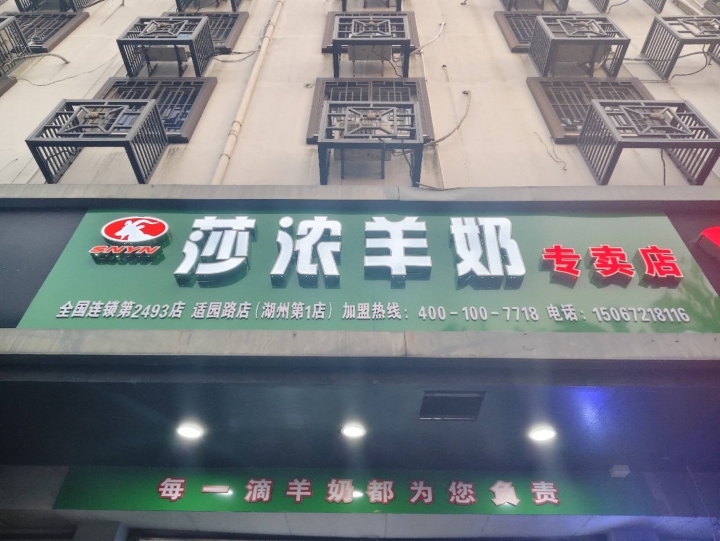 SNYN
莎浓羊奶专卖店
全国连锁第2493店 适园路店(湖州第1店) 加盟热线：400-100-7718 电话：15067218116
每一滴羊奶都为您负责